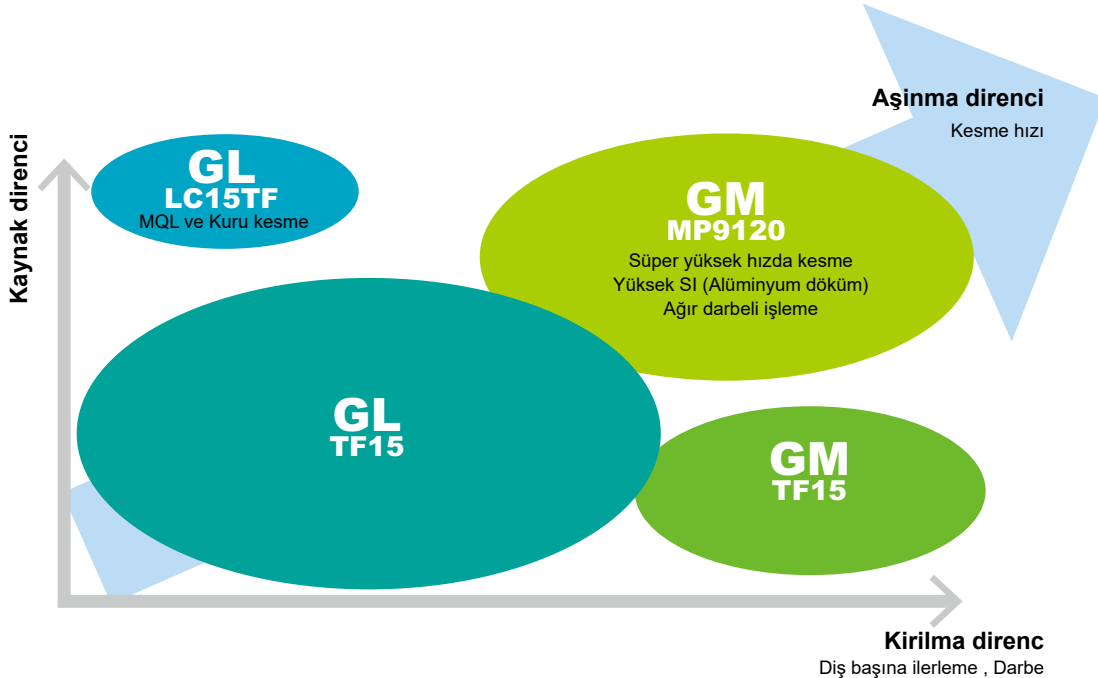 Aşinma direnci
Kesme hızı
Kaynak direnci
GL
LC15TF
MQL ve Kuru kesme
GM
MP9120
Süper yüksek hızda kesme
Yüksek SI (Alüminyum döküm)
Ağır darbeli işleme
GL
TF15
GM
TF15
Kirilma direnc
Diş başına ilerleme , Darbe